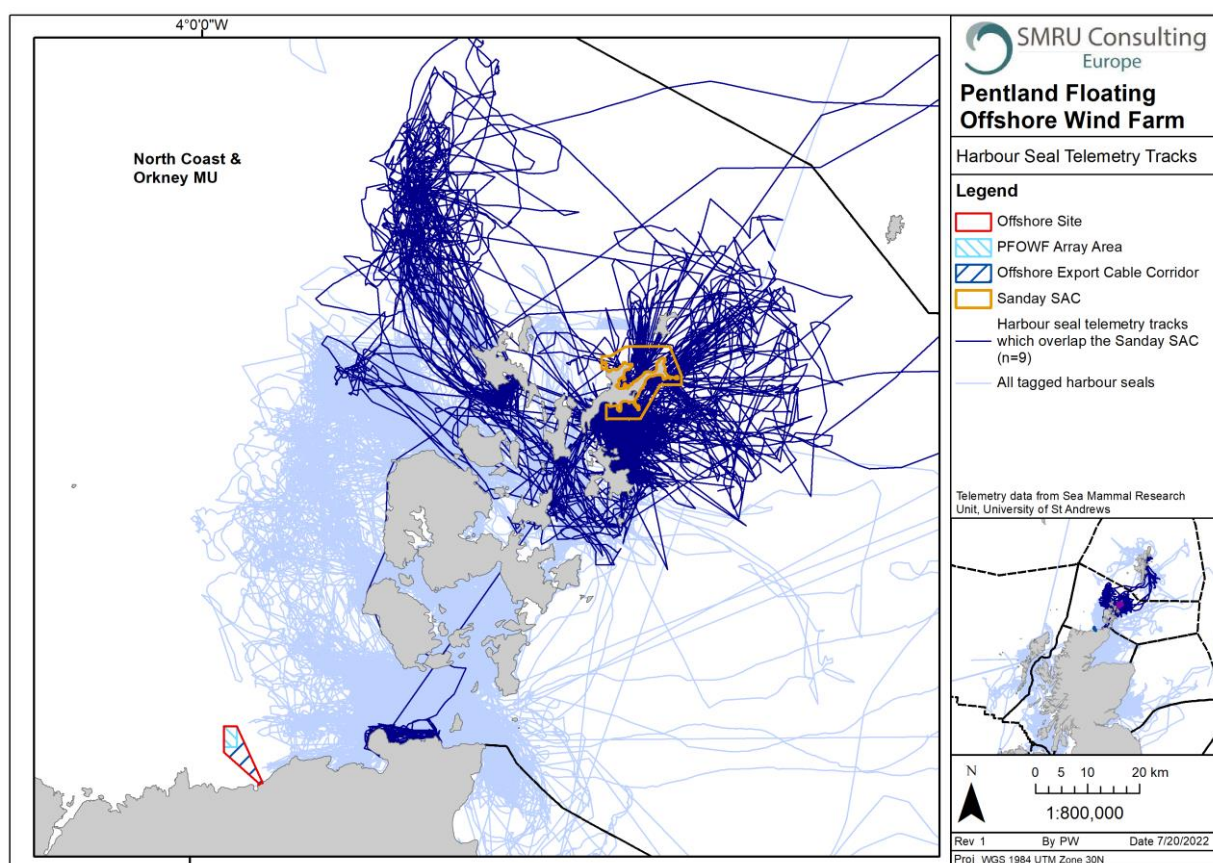 4°0'0"W
North Coast &
Orkney MU
SMRU Consulting
Europe
Pentland Floating
Offshore Wind Farm
Harbour Seal Telemetry Tracks
Legend
Offshore Site
PFOWF Array Area
Offshore Export Cable Corridor
Sanday SAC
Harbour seal telemetry tracks
which overlap the Sanday SAC
(n=9)
All tagged harbour seals
Telemetry data from Sea Mammal Research
Unit, University of St Andrews
N
0 5 10 20 km
1:800,000
Rev 1 By PW Date 7/20/2022
Proj WGS 1984 UTM Zone 30N